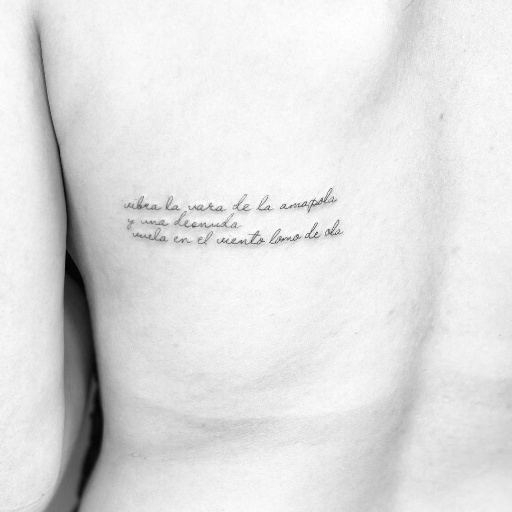 vibra la vara de la amapola
y una desnuda
vuela en el viento lomo de ola